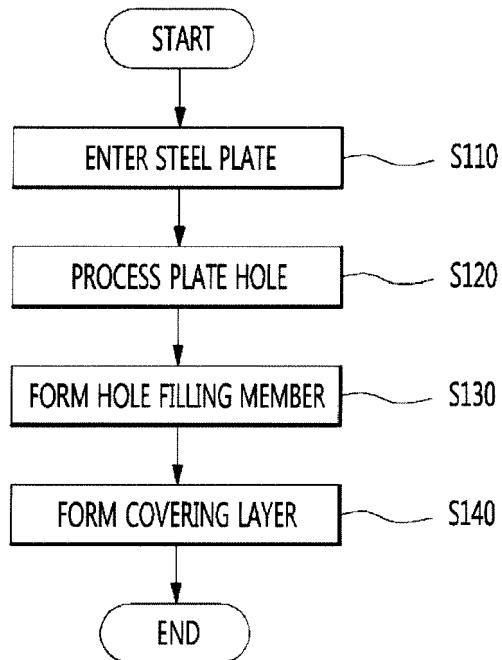 START
ENTER STEEL PLATE
S110
PROCESS PLATE HOLE
S120
FORM HOLE FILLING MEMBER
S130
FORM COVERING LAYER
S140
END